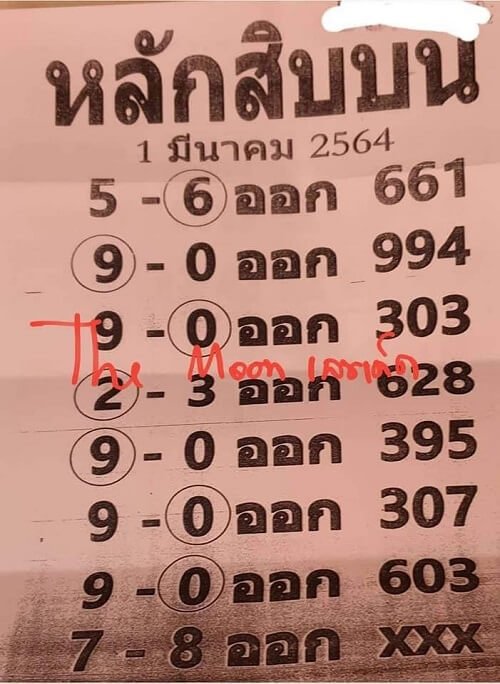 หลักสิบบน
1 มีนาคม 2564
5 - 6 ออก 661
9 - 0 ออก 994
9 - 0 ออก 303
The Moon เลขเด็ด
2 - 3 ออก 628
9 - 0 ออก 395
9 - 0 ออก 307
9 - 0 ออก 603
7 - 8 ออก xxx